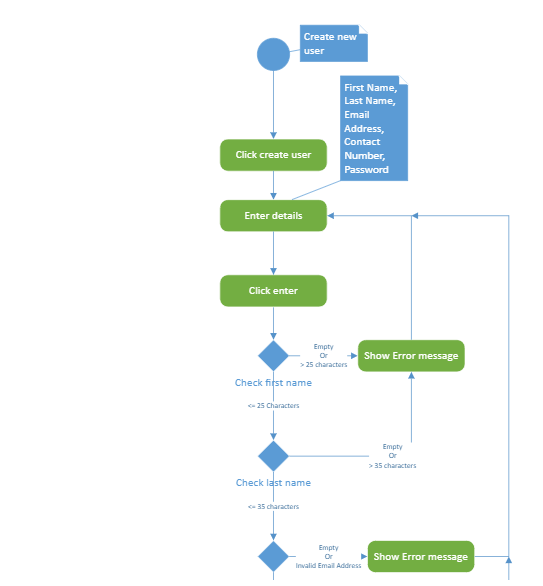 Create new
user
First Name,
Last Name,
Email
Address,
Contact
Number,
Password
Click create user
Enter details
Click enter
Empty
Or
> 25 characters
Show Error message
Check first name
<= 25 Characters
Empty
Or
> 35 characters
Check last name
<= 35 characters
Empty
Or
Invalid Email Address
Show Error message